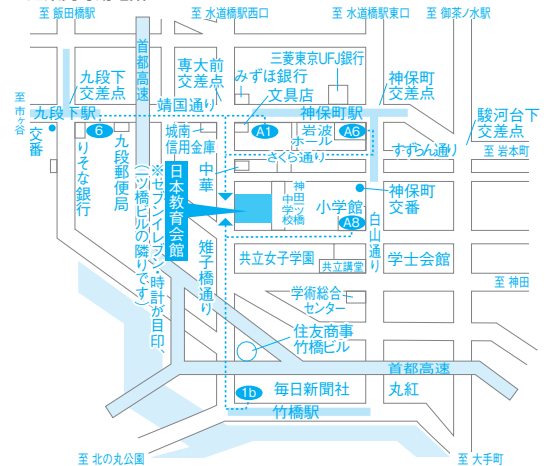 至 飯田橋駅
至 水道橋駅西口
至 水道橋駅東口
至 御茶ノ水駅
首都高速
専大前
交差点
三菱東京UFJ銀行
みずほ銀行
九段下
交差点
神保町
交差点
至 市ヶ谷
靖国通り
文具店
九段下駅
神保町駅
駿河台下
交差点
交番
6
城南
信用金庫
A1
岩波
ホール
A6
りそな銀行
九段郵便局
さくら通り
すずらん通り
至 岩本町
中華
日本教育会館
※セブンイレブン・時計が目印、
(一ツ橋ビルの隣りです)
神田一ツ橋
中学校
小学館
神保町
交番
A8
白山通り
雉子橋通り
共立女子学園
共立講堂
学士会館
至 神田
学術総合
センター
住友商事
竹橋ビル
首都高速
1b
毎日新聞社
丸紅
竹橋駅
至 北の丸公園
至 大手町